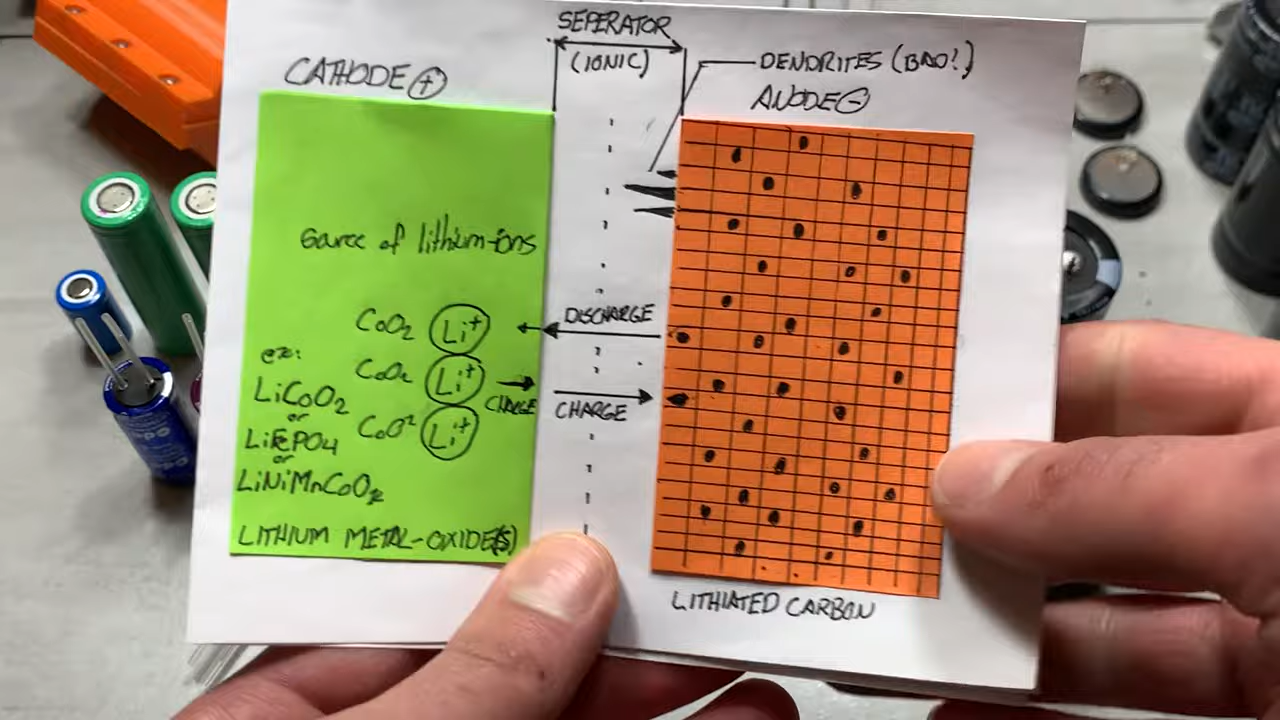 SEPERATOR
(IONIC)
DENDRITES (BAD!)
CATHODE +
ANODE -
Source of lithium-ions
DISCHARGE
CoO2 Li+
CoO2 Li+
CHARGE
CHARGE
CoO2 Li+
ex:
LiCoO2
or
LiFePO4
or
LiNiMnCoO2
LITHIUM METAL-OXIDE(S)
LITHIATED CARBON